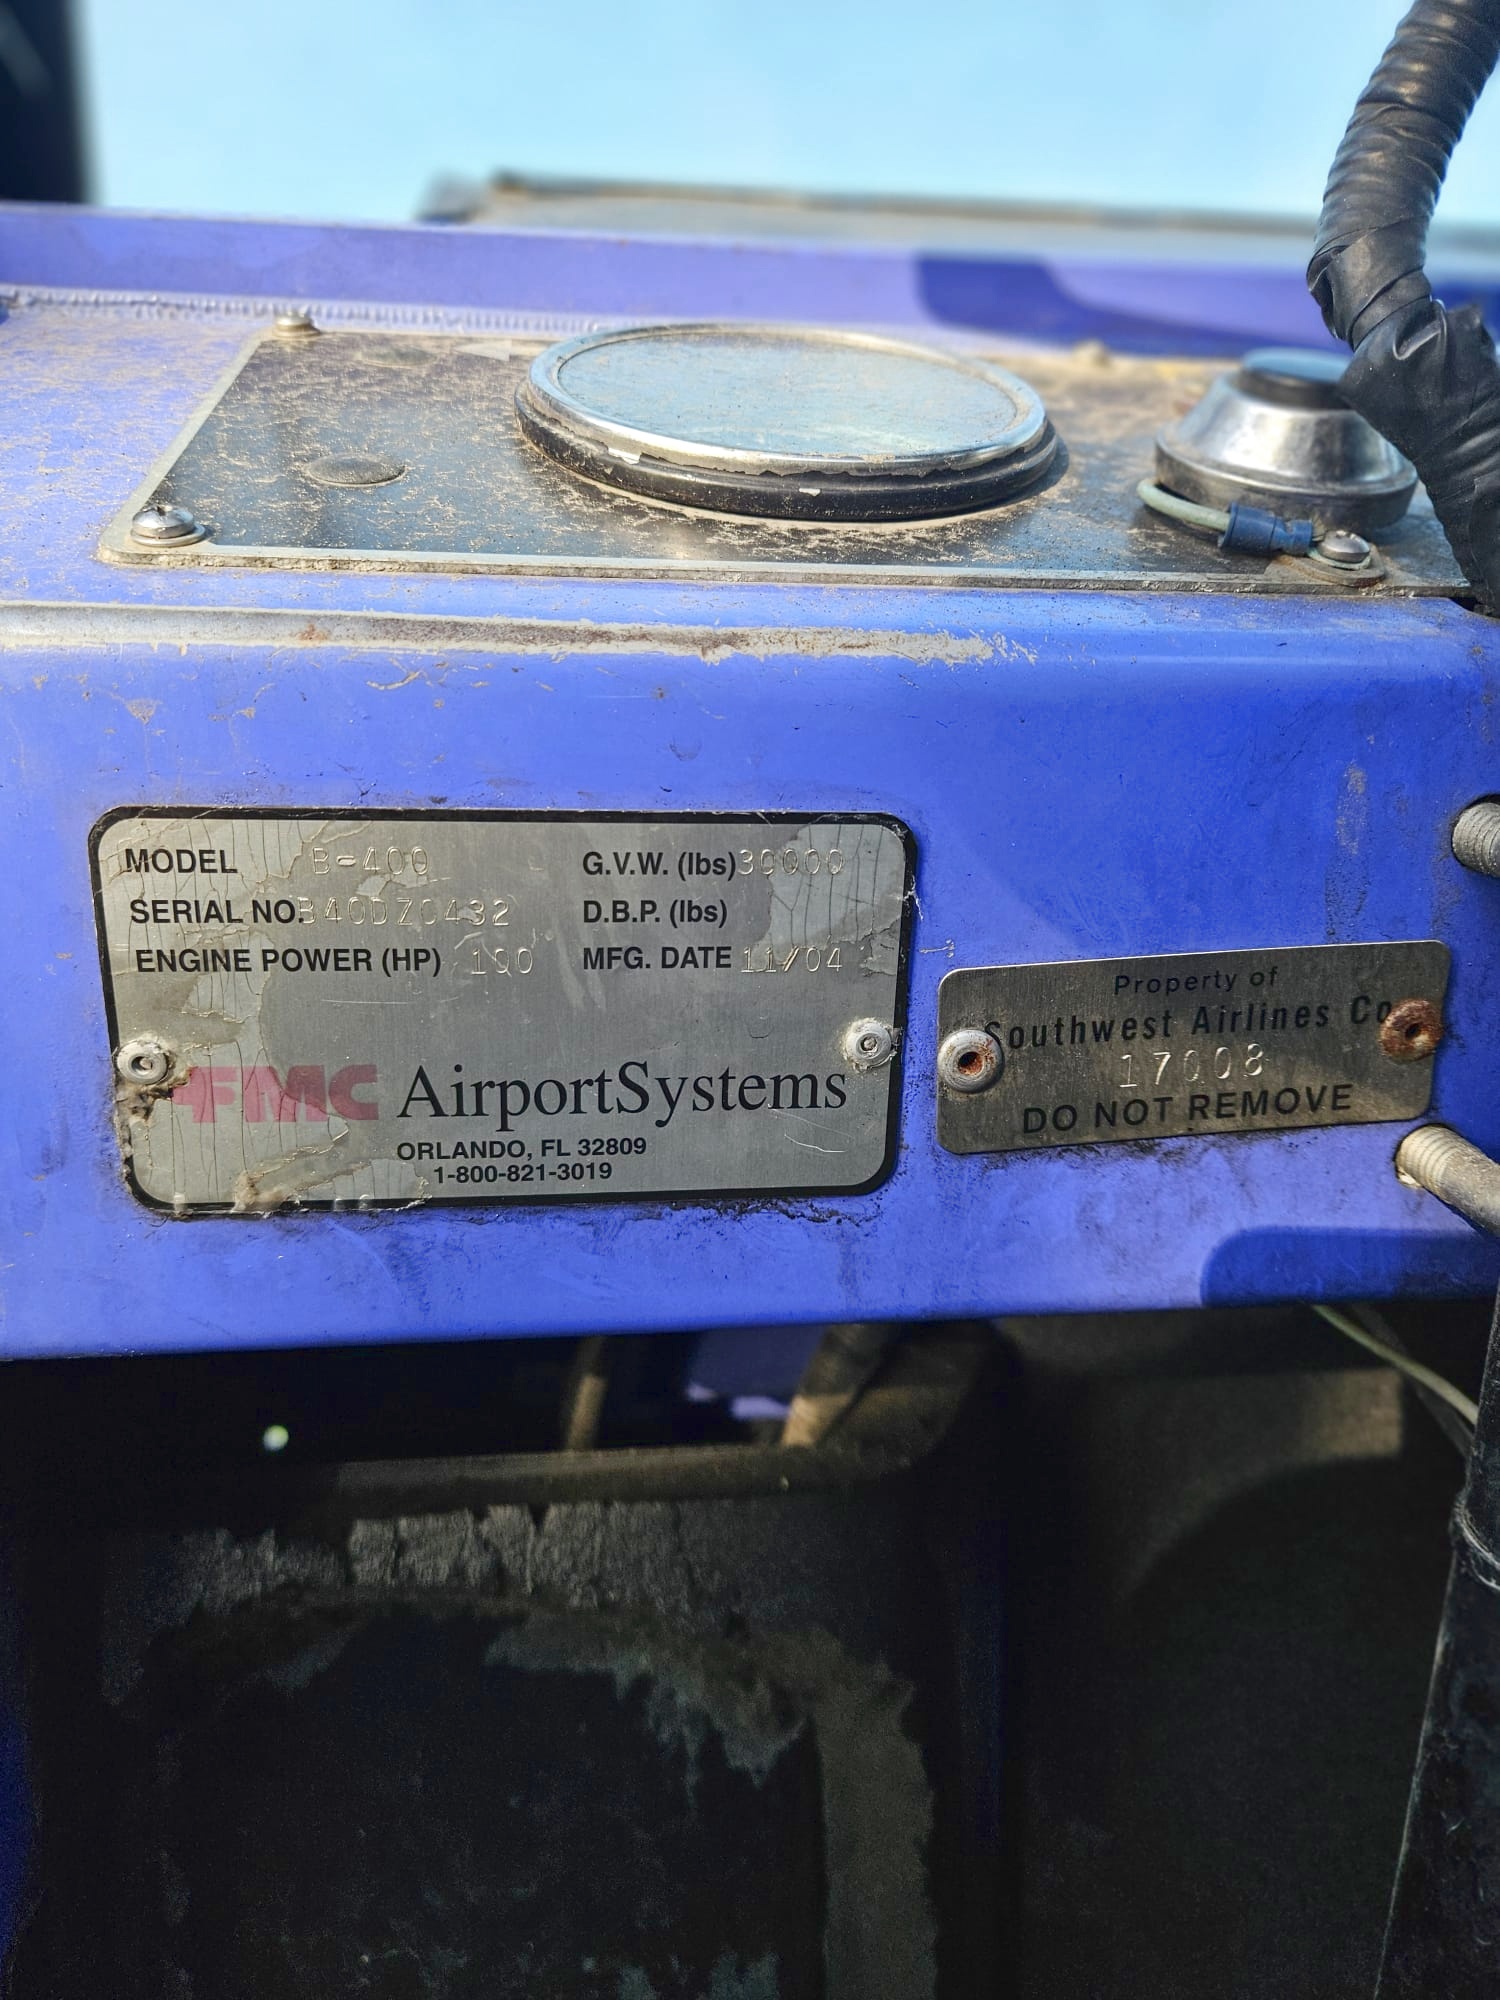 MODEL B-400 G.V.W. (lbs) 30000
SERIAL NO. B40DZ0432 D.B.P. (lbs)
ENGINE POWER (HP) 190 MFG. DATE 11/04
FMC AirportSystems
ORLANDO, FL 32809
1-800-821-3019
Property of
Southwest Airlines Co
17008
DO NOT REMOVE